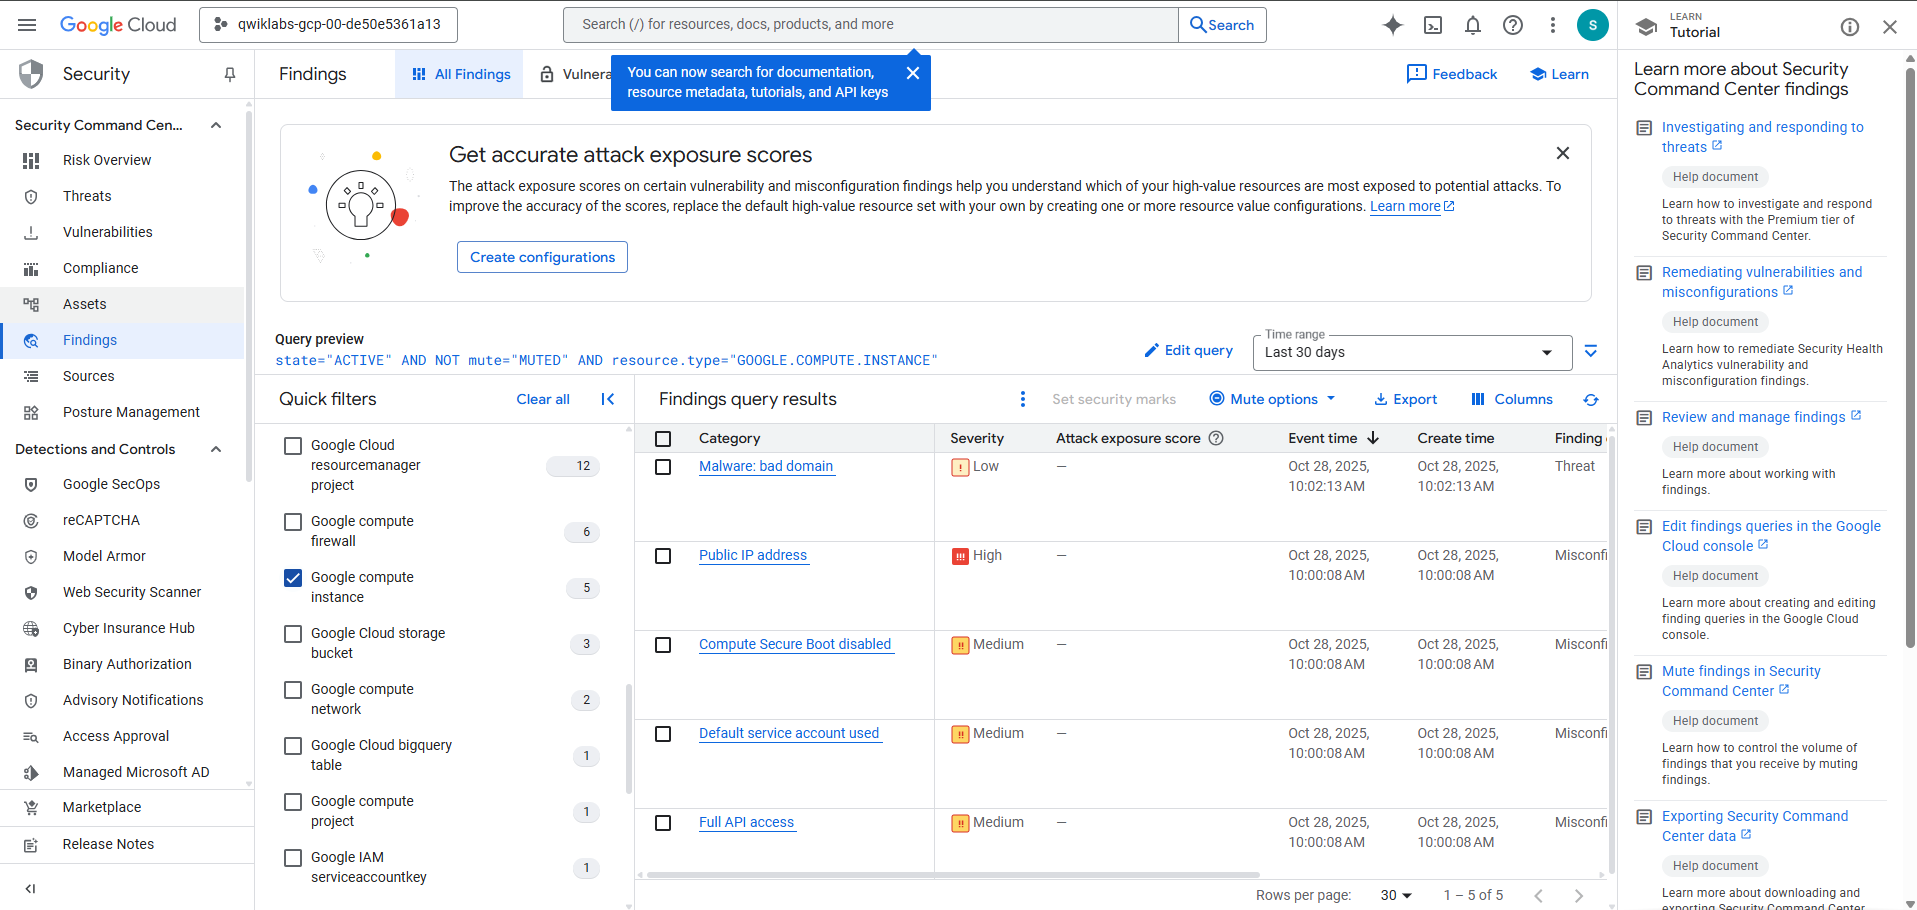 Google Cloud
qwiklabs-gcp-00-de50e5361a13
Search (/) for resources, docs, products, and more
Search
S
LEARN
Tutorial
Security
Findings
All Findings
Vulnera
You can now search for documentation,
resource metadata, tutorials, and API keys
Feedback
Learn
Security Command Cen...
Risk Overview
Threats
Vulnerabilities
Compliance
Assets
Findings
Sources
Posture Management
Detections and Controls
Google SecOps
reCAPTCHA
Model Armor
Web Security Scanner
Cyber Insurance Hub
Binary Authorization
Advisory Notifications
Access Approval
Managed Microsoft AD
Marketplace
Release Notes
Get accurate attack exposure scores
The attack exposure scores on certain vulnerability and misconfiguration findings help you understand which of your high-value resources are most exposed to potential attacks. To
improve the accuracy of the scores, replace the default high-value resource set with your own by creating one or more resource value configurations. Learn more
Create configurations
Query preview
state="ACTIVE" AND NOT mute="MUTED" AND resource.type="GOOGLE.COMPUTE.INSTANCE"
Edit query
Time range
Last 30 days
Quick filters
Clear all
Google Cloud
resourcemanager
project
12
Google compute
firewall
6
Google compute
instance
5
Google Cloud storage
bucket
3
Google compute
network
2
Google Cloud bigquery
table
1
Google compute
project
1
Google IAM
serviceaccountkey
1
Findings query results
Set security marks
Mute options
Export
Columns
Category
Severity
Attack exposure score
Event time
Create time
Finding
Malware: bad domain
Low
—
Oct 28, 2025,
10:02:13 AM
Oct 28, 2025,
10:02:13 AM
Threat
Public IP address
High
—
Oct 28, 2025,
10:00:08 AM
Oct 28, 2025,
10:00:08 AM
Misconfi
Compute Secure Boot disabled
Medium
—
Oct 28, 2025,
10:00:08 AM
Oct 28, 2025,
10:00:08 AM
Misconfi
Default service account used
Medium
—
Oct 28, 2025,
10:00:08 AM
Oct 28, 2025,
10:00:08 AM
Misconfi
Full API access
Medium
—
Oct 28, 2025,
10:00:08 AM
Oct 28, 2025,
10:00:08 AM
Misconfi
Rows per page:
30
1 – 5 of 5
Learn more about Security
Command Center findings
Investigating and responding to
threats
Help document
Learn how to investigate and respond
to threats with the Premium tier of
Security Command Center.
Remediating vulnerabilities and
misconfigurations
Help document
Learn how to remediate Security Health
Analytics vulnerability and
misconfiguration findings.
Review and manage findings
Help document
Learn more about working with
findings.
Edit findings queries in the Google
Cloud console
Help document
Learn more about creating and editing
finding queries in the Google Cloud
console.
Mute findings in Security
Command Center
Help document
Learn how to control the volume of
findings that you receive by muting
findings.
Exporting Security Command
Center data
Help document
Learn more about downloading and
exporting Security Command Center